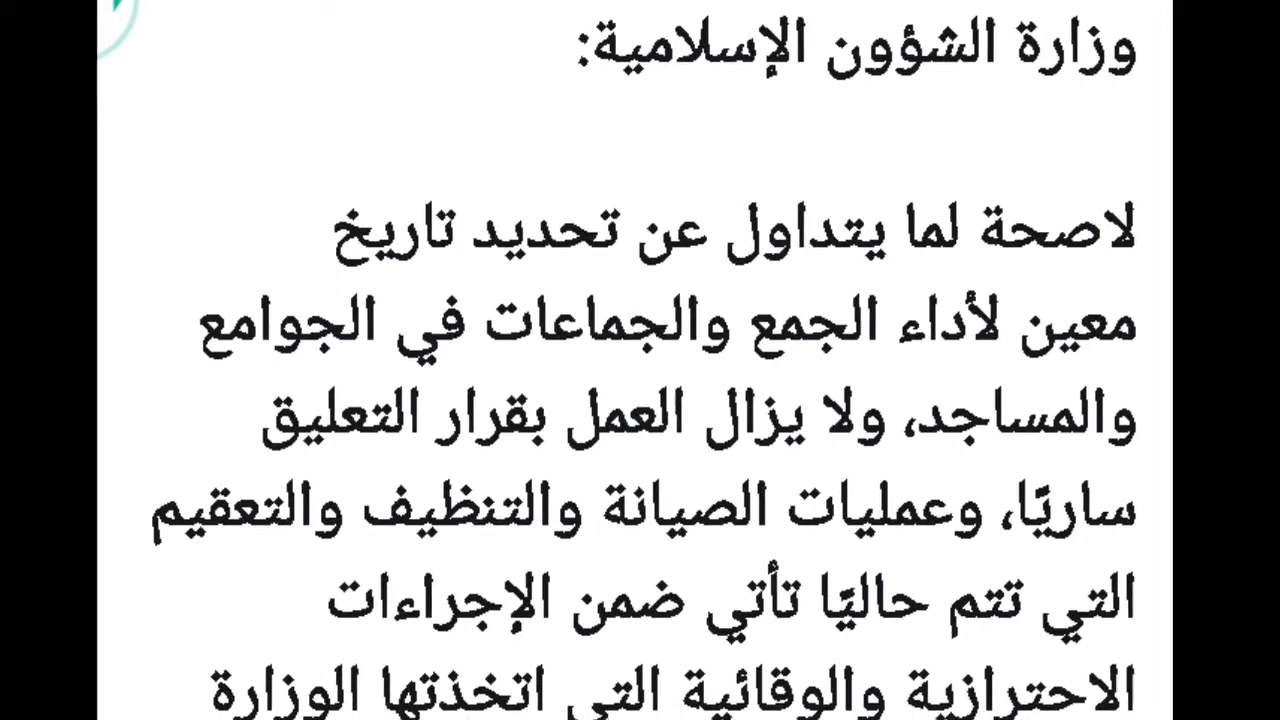 وزارة الشؤون الإسلامية:
لاصحة لما يتداول عن تحديد تاريخ
معين لأداء الجمع والجماعات في الجوامع
والمساجد، ولا يزال العمل بقرار التعليق
ساريًا، وعمليات الصيانة والتنظيف والتعقيم
التي تتم حاليًا تأتي ضمن الإجراءات
الاحترازية والوقائية التي اتخذتها الوزارة